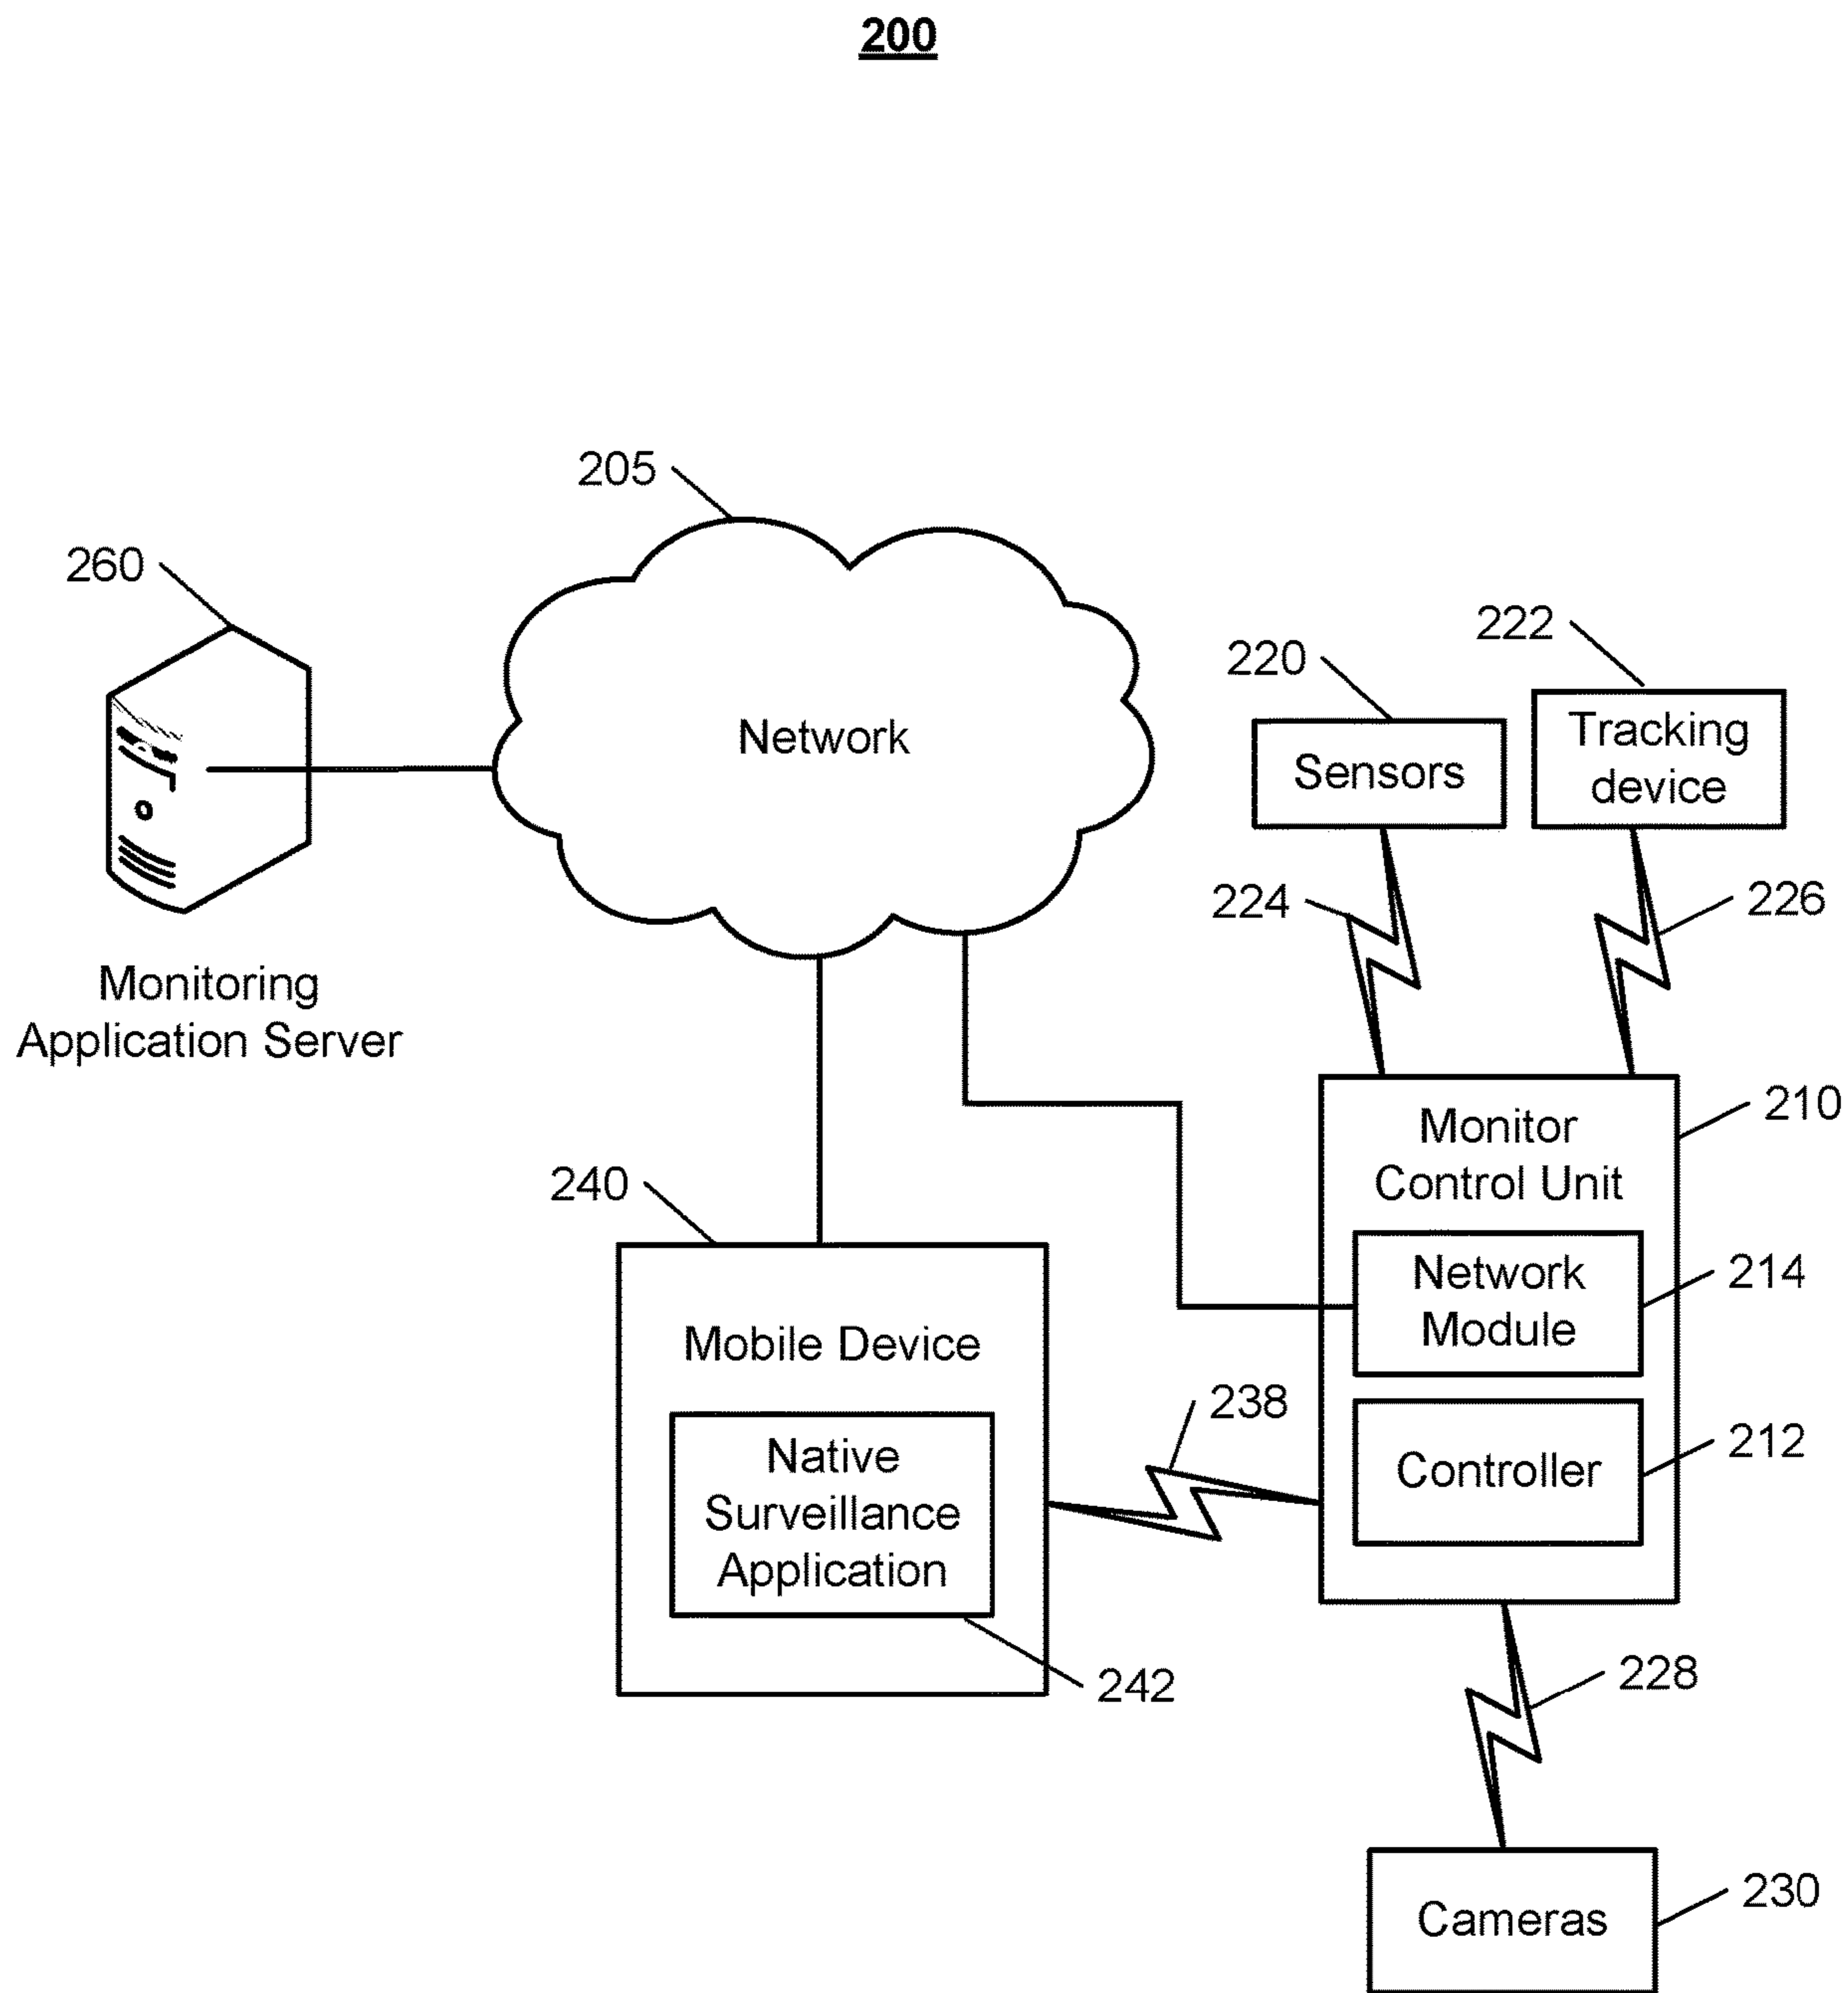 200
205
260
Network
222
220
Tracking
device
Sensors
224
226
Monitoring
Application Server
210
Monitor
Control Unit
240
214
Network
Module
Mobile Device
238
212
Controller
Native
Surveillance
Application
242
228
230
Cameras